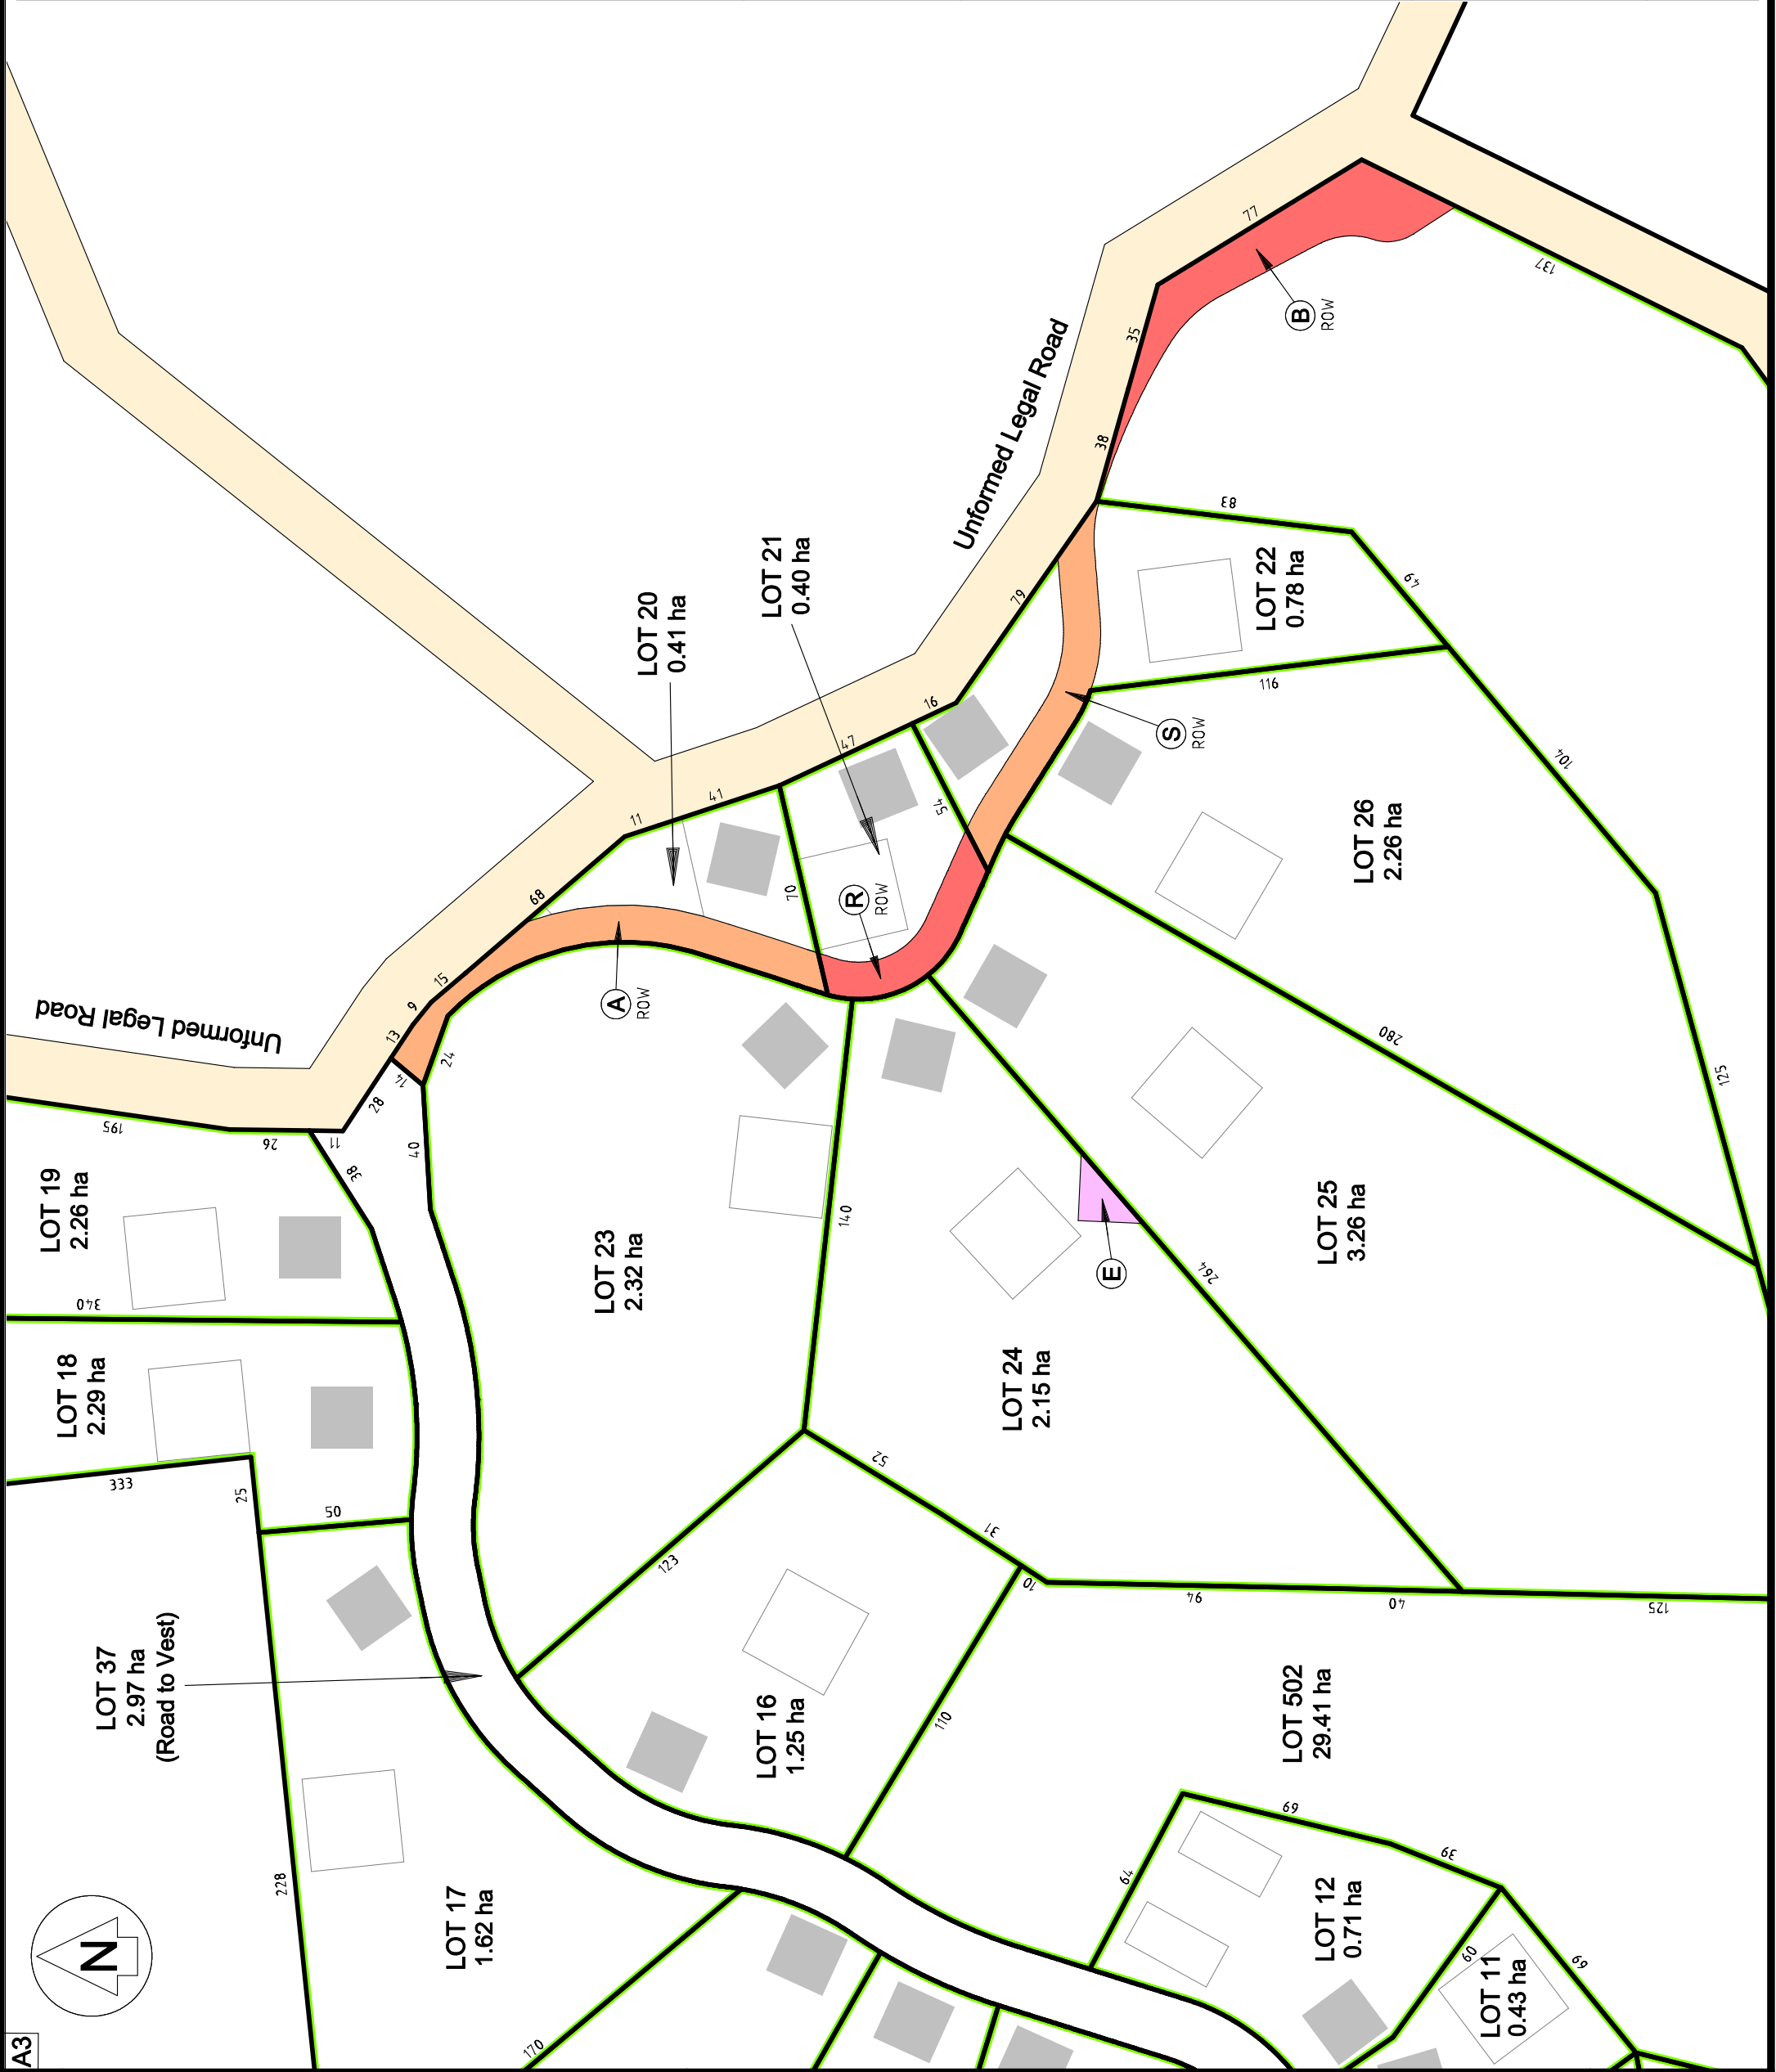 A3
N
LOT 37
2.97 ha
(Road to Vest)
LOT 17
1.62 ha
LOT 18
2.29 ha
LOT 19
2.26 ha
Unformed Legal Road
LOT 16
1.25 ha
LOT 23
2.32 ha
LOT 20
0.41 ha
LOT 21
0.40 ha
Unformed Legal Road
LOT 24
2.15 ha
LOT 25
3.26 ha
LOT 26
2.26 ha
LOT 22
0.78 ha
LOT 502
29.41 ha
LOT 12
0.71 ha
LOT 11
0.43 ha
A
ROW
R
ROW
S
ROW
B
ROW
E
228
170
333
25
50
340
195
26
11
38
28
14
13
9
15
24
40
68
11
41
70
47
16
54
79
38
35
77
137
83
49
116
104
125
280
264
140
123
52
31
10
110
94
40
125
64
69
39
60
69